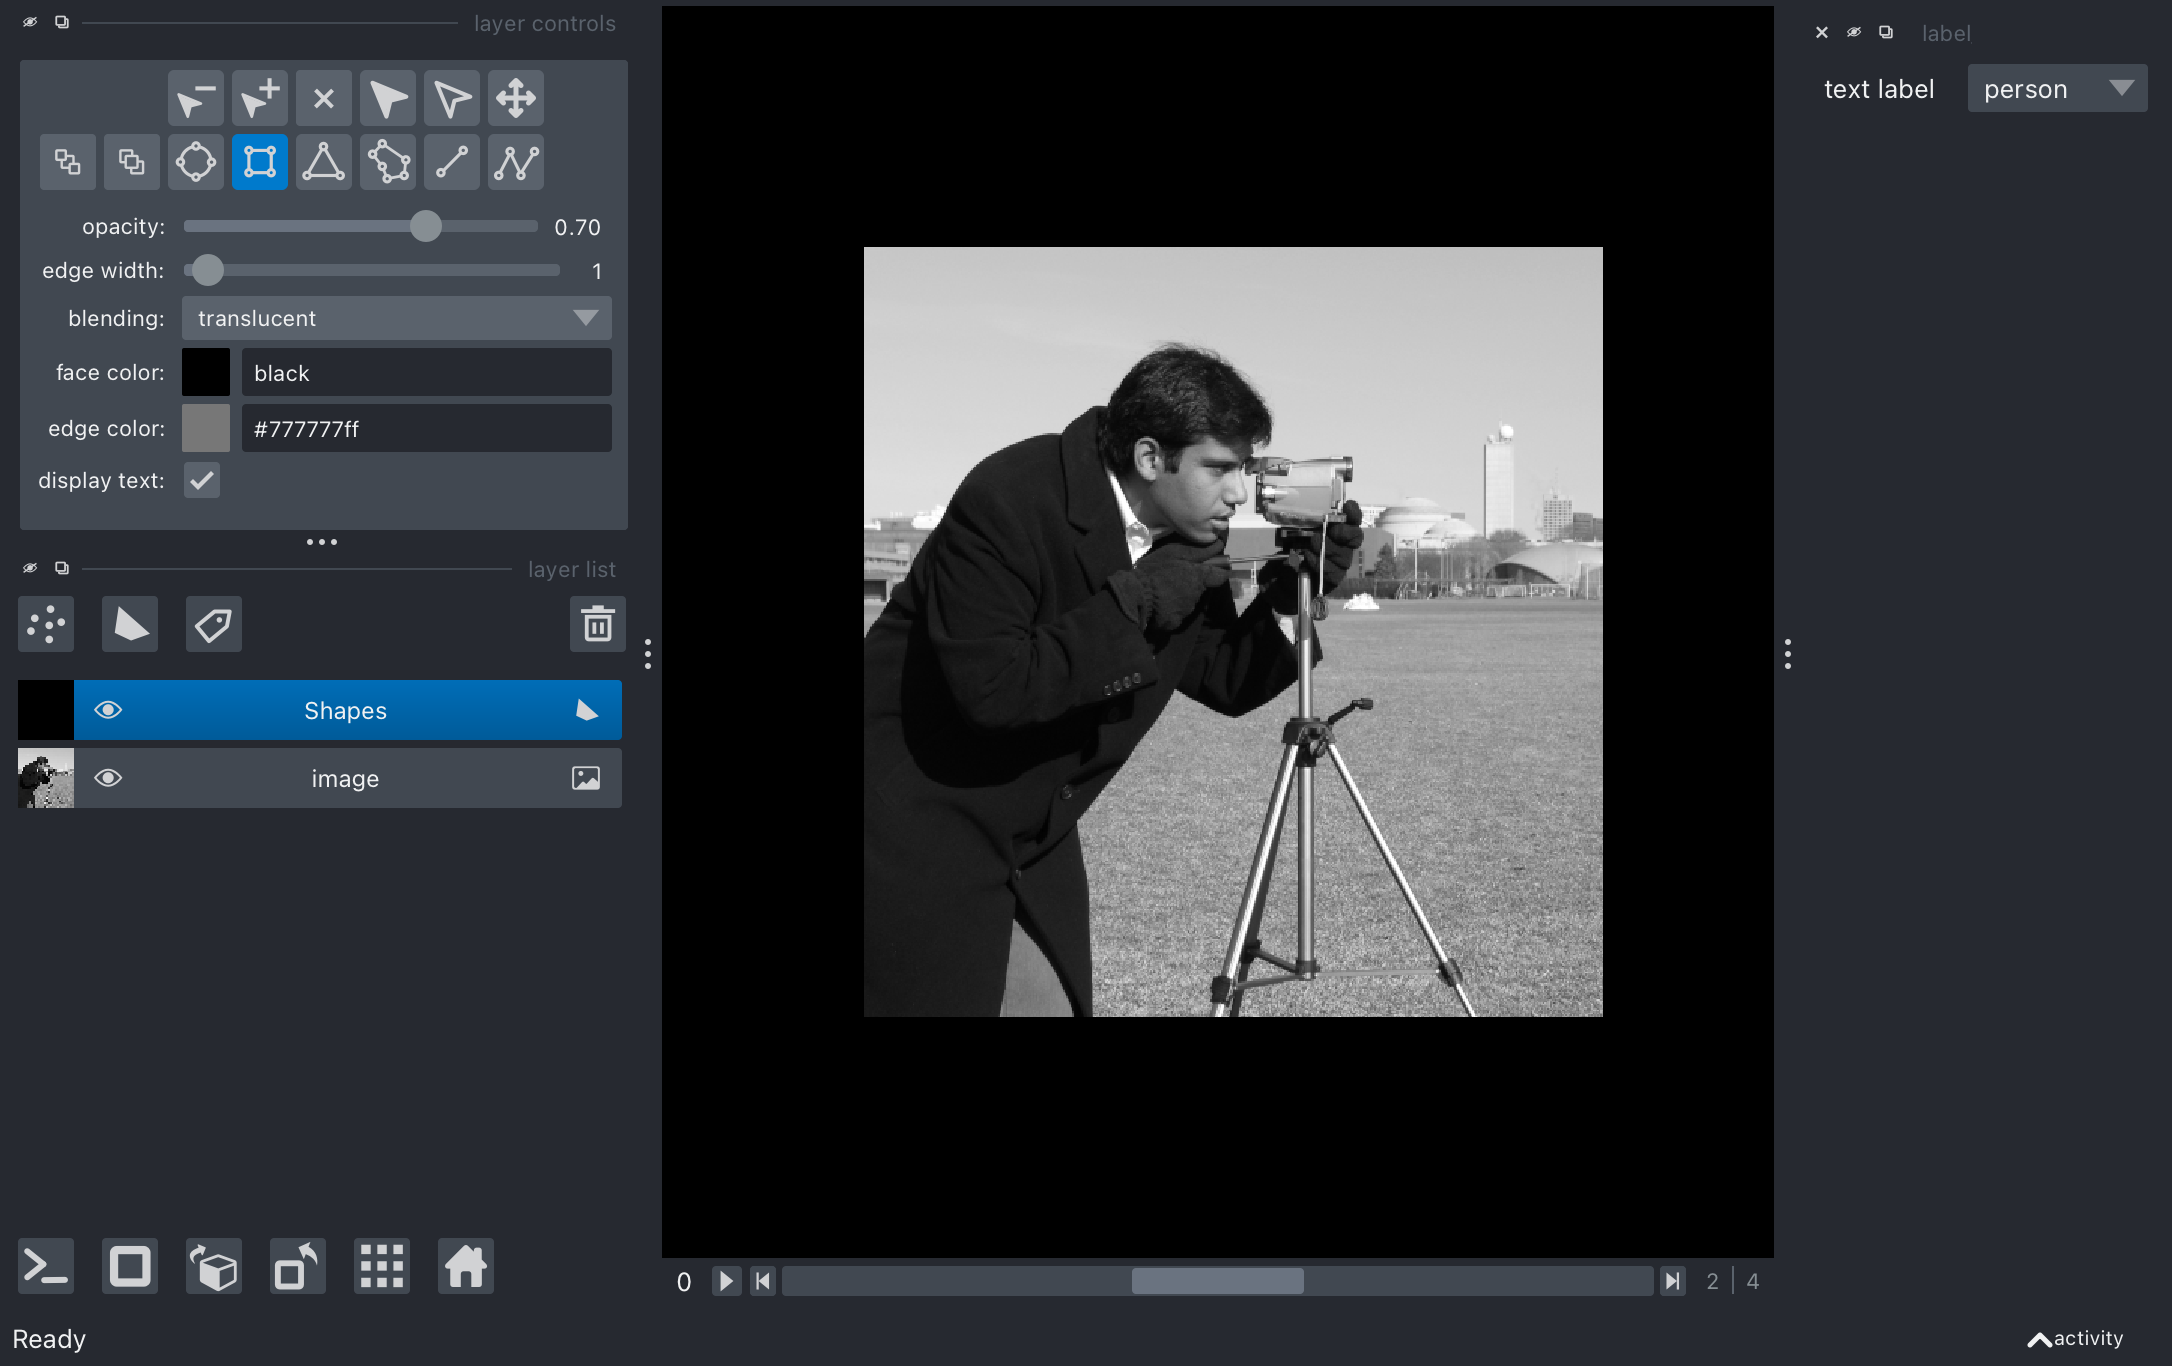 layer controls
opacity: 0.70
edge width: 1
blending: translucent
face color: black
edge color: #777777ff
display text:
layer list
Shapes
image
0 2 4
Ready
label
text label person
activity